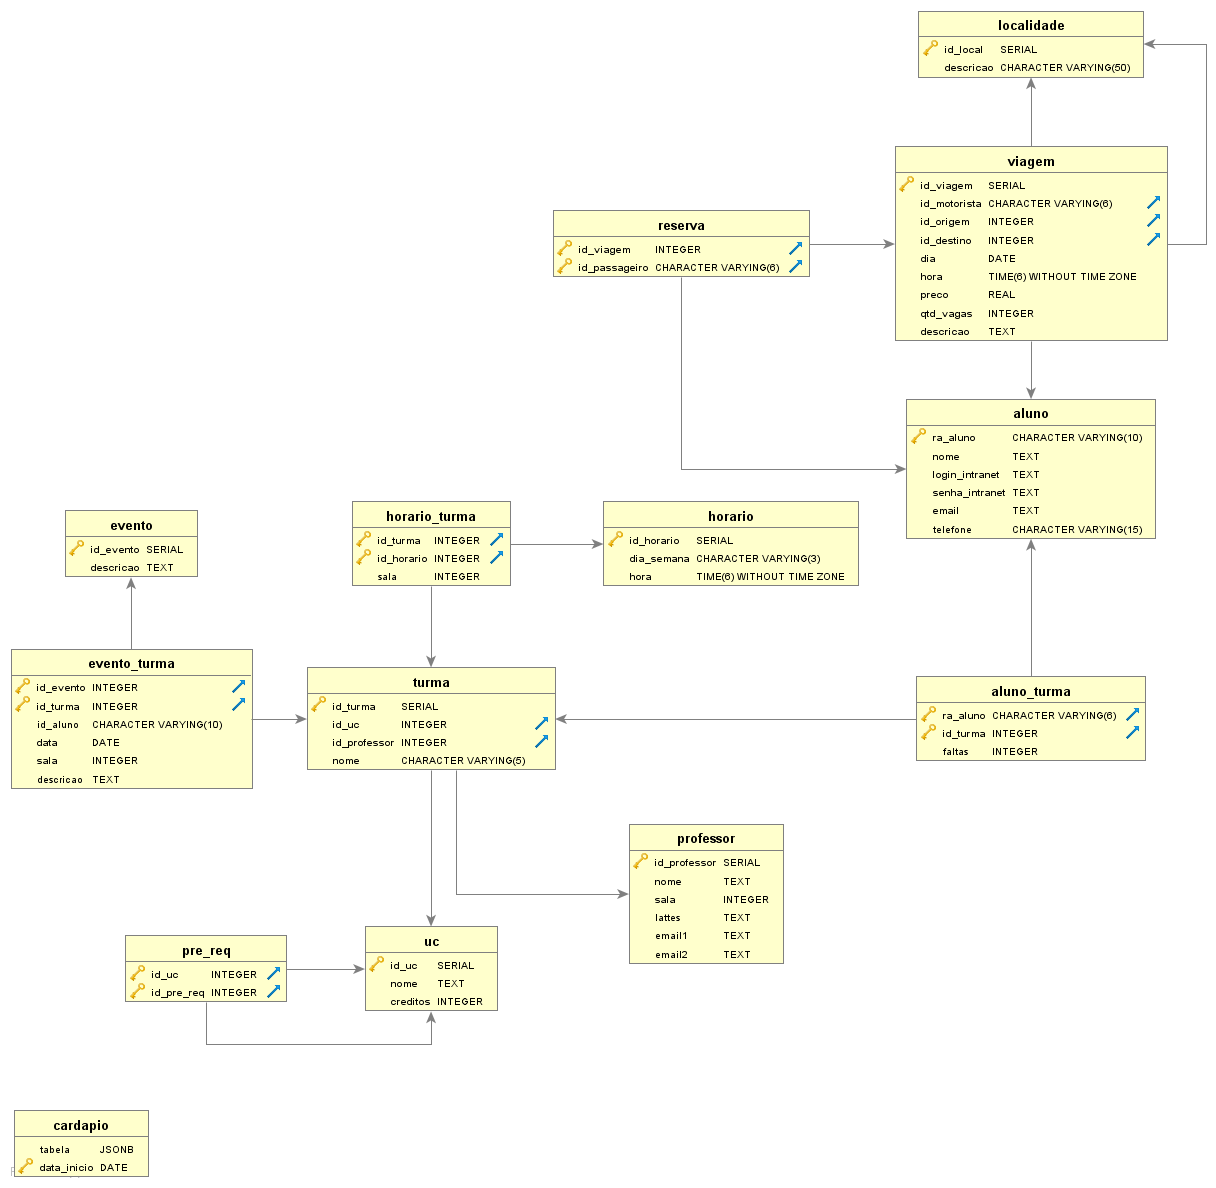 localidade
id_local SERIAL
descricao CHARACTER VARYING(50)
viagem
id_viagem SERIAL
id_motorista CHARACTER VARYING(6)
id_origem INTEGER
id_destino INTEGER
dia DATE
hora TIME(6) WITHOUT TIME ZONE
preco REAL
qtd_vagas INTEGER
descricao TEXT
reserva
id_viagem INTEGER
id_passageiro CHARACTER VARYING(6)
aluno
ra_aluno CHARACTER VARYING(10)
nome TEXT
login_intranet TEXT
senha_intranet TEXT
email TEXT
telefone CHARACTER VARYING(15)
evento
id_evento SERIAL
descricao TEXT
horario_turma
id_turma INTEGER
id_horario INTEGER
sala INTEGER
horario
id_horario SERIAL
dia_semana CHARACTER VARYING(3)
hora TIME(6) WITHOUT TIME ZONE
evento_turma
id_evento INTEGER
id_turma INTEGER
id_aluno CHARACTER VARYING(10)
data DATE
sala INTEGER
descricao TEXT
turma
id_turma SERIAL
id_uc INTEGER
id_professor INTEGER
nome CHARACTER VARYING(5)
aluno_turma
ra_aluno CHARACTER VARYING(6)
id_turma INTEGER
faltas INTEGER
professor
id_professor SERIAL
nome TEXT
sala INTEGER
lattes TEXT
email1 TEXT
email2 TEXT
pre_req
id_uc INTEGER
id_pre_req INTEGER
uc
id_uc SERIAL
nome TEXT
creditos INTEGER
cardapio
tabela JSONB
data_inicio DATE